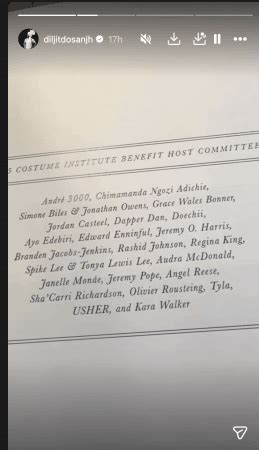 diljitdosanjh 17h
5 COSTUME INSTITUTE BENEFIT HOST COMMITTEE
André 3000, Chimamanda Ngozi Adichie,
Simone Biles & Jonathan Owens, Grace Wales Bonner,
Jordan Casteel, Dapper Dan, Doechii,
Ayo Edebiri, Edward Enninful, Jeremy O. Harris,
Branden Jacobs-Jenkins, Rashid Johnson, Regina King,
Spike Lee & Tonya Lewis Lee, Audra McDonald,
Janelle Monáe, Jeremy Pope, Angel Reese,
Sha'Carri Richardson, Olivier Rousteing, Tyla,
USHER, and Kara Walker